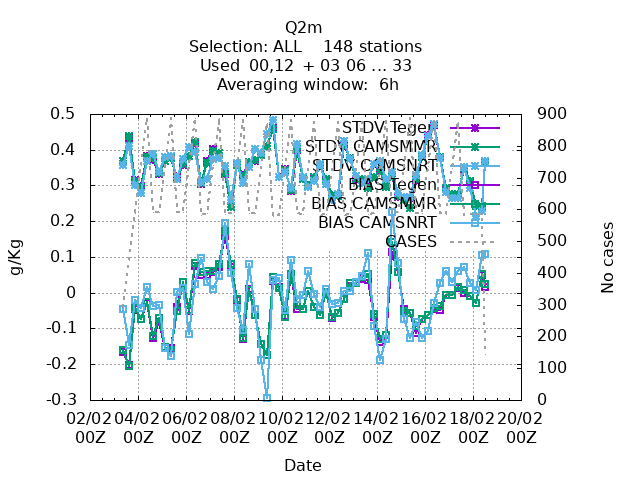 Q2m
Selection: ALL 148 stations
Used 00,12 + 03 06 ... 33
Averaging window: 6h
0.5
0.4
0.3
0.2
0.1
0
-0.1
-0.2
-0.3
g/Kg
900
800
700
600
500
400
300
200
100
0
No cases
STDV Tegen
STDV CAMSMMR
STDV CAMSNRT
BIAS Tegen
BIAS CAMSMMR
BIAS CAMSNRT
CASES
02/02 04/02 06/02 08/02 10/02 12/02 14/02 16/02 18/02 20/02
00Z 00Z 00Z 00Z 00Z 00Z 00Z 00Z 00Z 00Z
Date